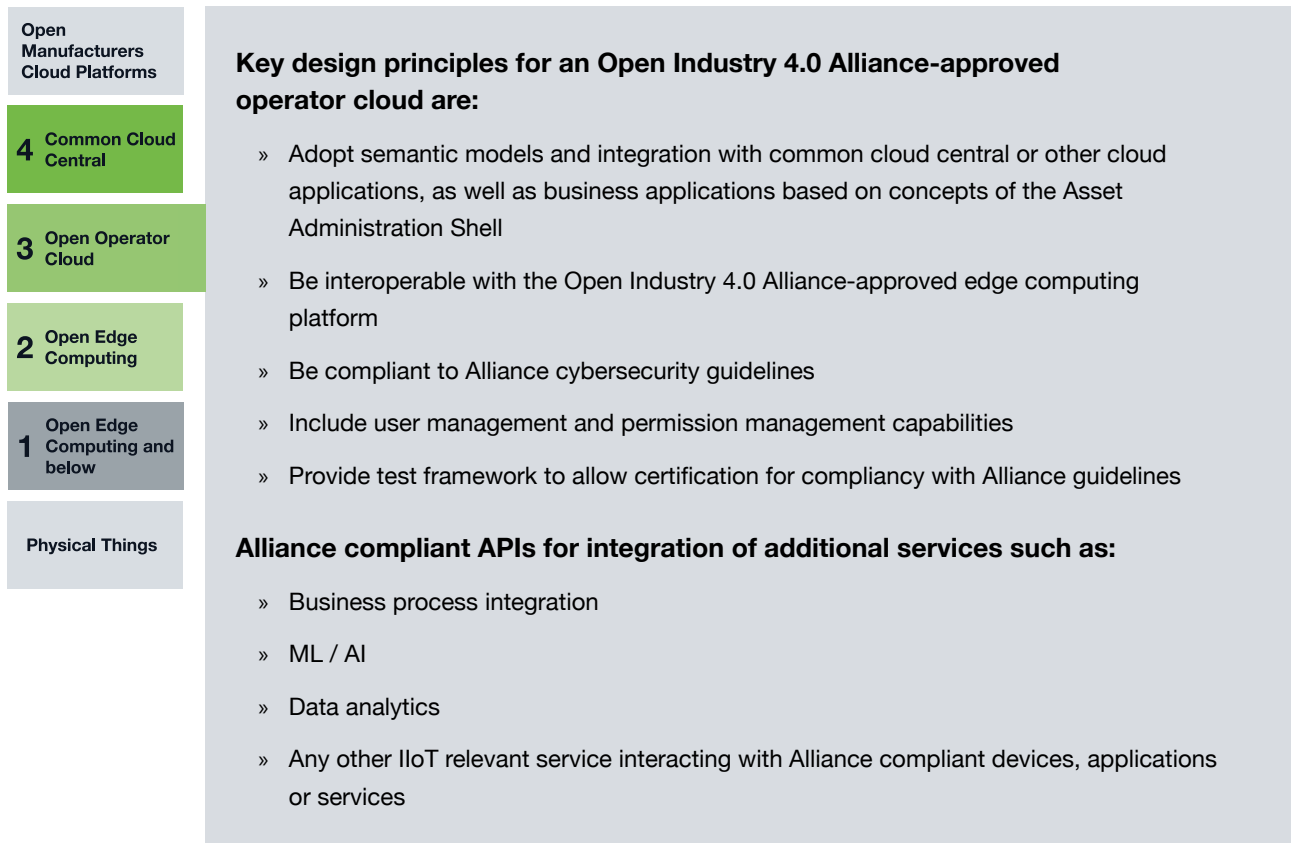 Open
Manufacturers
Cloud Platforms
4 Common Cloud
Central
3 Open Operator
Cloud
2 Open Edge
Computing
1 Open Edge
Computing and
below
Physical Things
Key design principles for an Open Industry 4.0 Alliance-approved
operator cloud are:
» Adopt semantic models and integration with common cloud central or other cloud
applications, as well as business applications based on concepts of the Asset
Administration Shell
» Be interoperable with the Open Industry 4.0 Alliance-approved edge computing
platform
» Be compliant to Alliance cybersecurity guidelines
» Include user management and permission management capabilities
» Provide test framework to allow certification for compliancy with Alliance guidelines
Alliance compliant APIs for integration of additional services such as:
» Business process integration
» ML / AI
» Data analytics
» Any other IIoT relevant service interacting with Alliance compliant devices, applications
or services